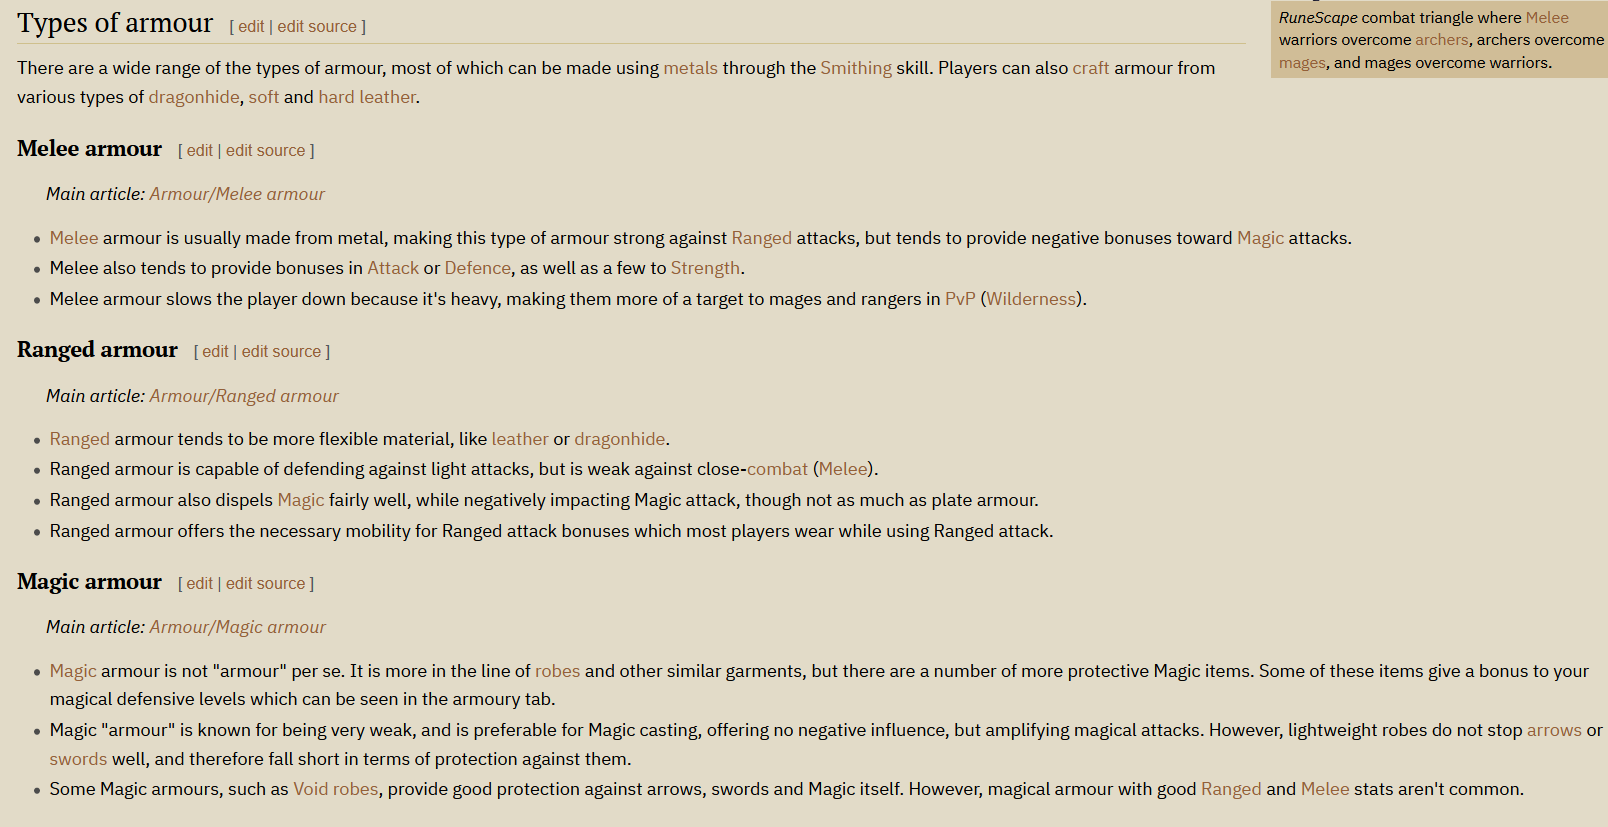 Types of armour [ edit | edit source ]
There are a wide range of the types of armour, most of which can be made using metals through the Smithing skill. Players can also craft armour from
various types of dragonhide, soft and hard leather.
RuneScape combat triangle where Melee
warriors overcome archers, archers overcome
mages, and mages overcome warriors.
Melee armour [ edit | edit source ]
Main article: Armour/Melee armour
• Melee armour is usually made from metal, making this type of armour strong against Ranged attacks, but tends to provide negative bonuses toward Magic attacks.
• Melee also tends to provide bonuses in Attack or Defence, as well as a few to Strength.
• Melee armour slows the player down because it's heavy, making them more of a target to mages and rangers in PvP (Wilderness).
Ranged armour [ edit | edit source ]
Main article: Armour/Ranged armour
• Ranged armour tends to be more flexible material, like leather or dragonhide.
• Ranged armour is capable of defending against light attacks, but is weak against close-combat (Melee).
• Ranged armour also dispels Magic fairly well, while negatively impacting Magic attack, though not as much as plate armour.
• Ranged armour offers the necessary mobility for Ranged attack bonuses which most players wear while using Ranged attack.
Magic armour [ edit | edit source ]
Main article: Armour/Magic armour
• Magic armour is not "armour" per se. It is more in the line of robes and other similar garments, but there are a number of more protective Magic items. Some of these items give a bonus to your
magical defensive levels which can be seen in the armoury tab.
• Magic "armour" is known for being very weak, and is preferable for Magic casting, offering no negative influence, but amplifying magical attacks. However, lightweight robes do not stop arrows or
swords well, and therefore fall short in terms of protection against them.
• Some Magic armours, such as Void robes, provide good protection against arrows, swords and Magic itself. However, magical armour with good Ranged and Melee stats aren't common.